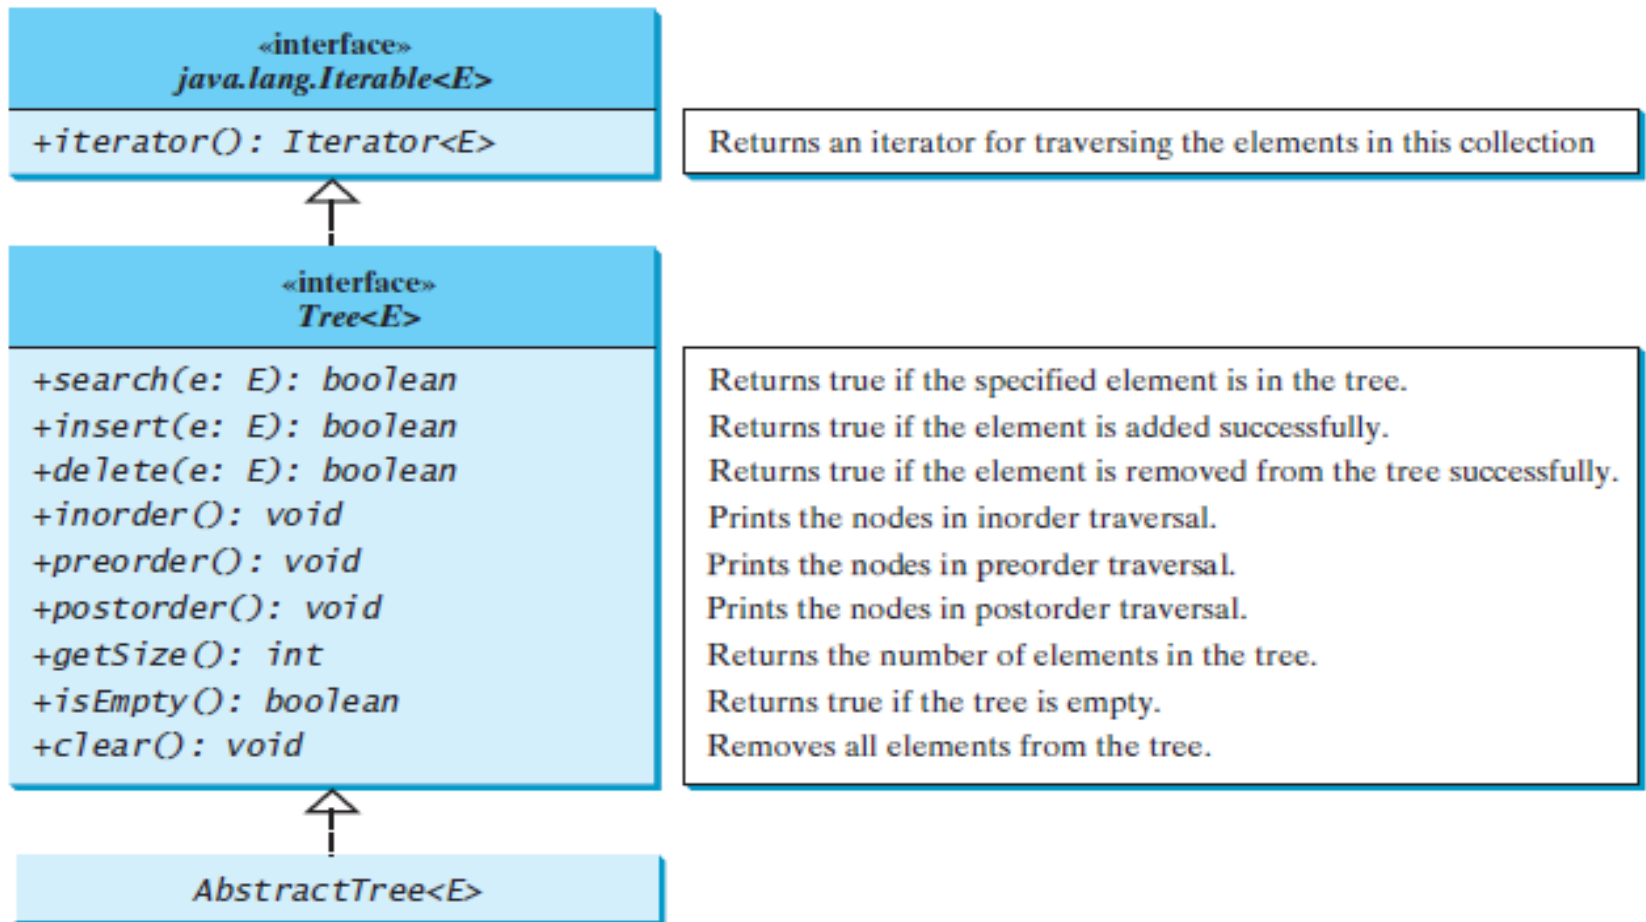 «interface»
java.lang.Iterable<E>
+iterator(): Iterator<E>
Returns an iterator for traversing the elements in this collection
«interface»
Tree<E>
+search(e: E): boolean
Returns true if the specified element is in the tree.
+insert(e: E): boolean
Returns true if the element is added successfully.
+delete(e: E): boolean
Returns true if the element is removed from the tree successfully.
+inorder(): void
Prints the nodes in inorder traversal.
+preorder(): void
Prints the nodes in preorder traversal.
+postorder(): void
Prints the nodes in postorder traversal.
+getSize(): int
Returns the number of elements in the tree.
+isEmpty(): boolean
Returns true if the tree is empty.
+clear(): void
Removes all elements from the tree.
AbstractTree<E>